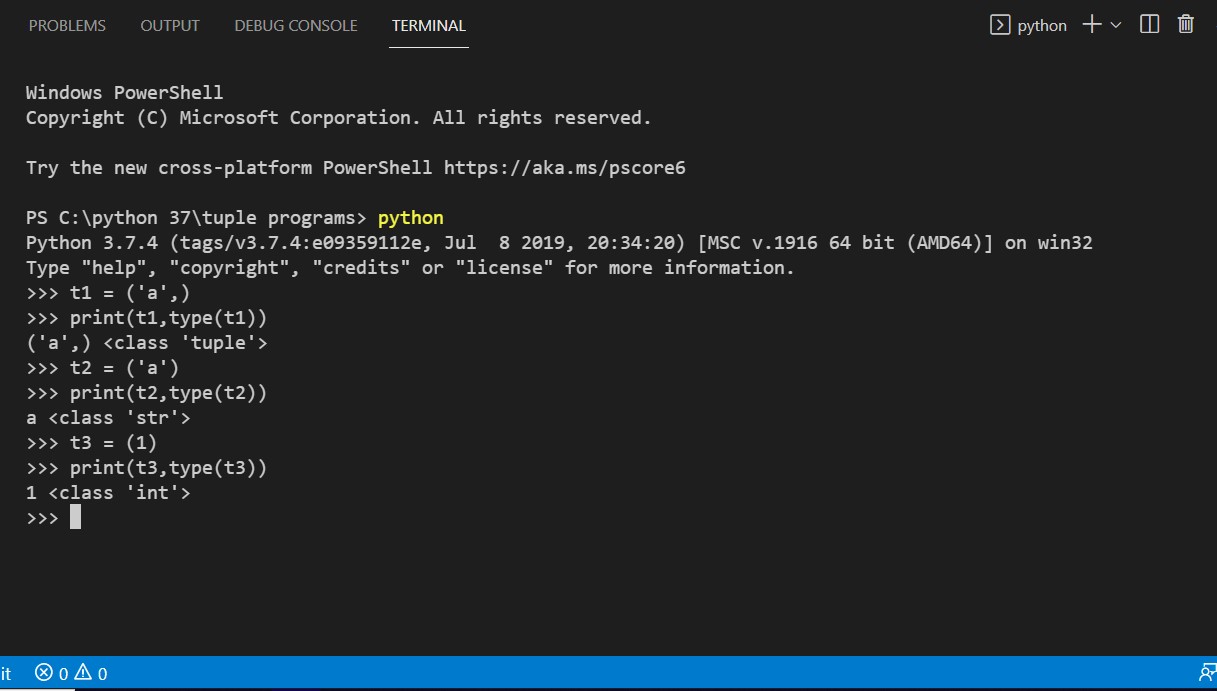 PROBLEMS OUTPUT DEBUG CONSOLE TERMINAL python
Windows PowerShell
Copyright (C) Microsoft Corporation. All rights reserved.
Try the new cross-platform PowerShell https://aka.ms/pscore6
PS C:\python 37\tuple programs> python
Python 3.7.4 (tags/v3.7.4:e09359112e, Jul  8 2019, 20:34:20) [MSC v.1916 64 bit (AMD64)] on win32
Type "help", "copyright", "credits" or "license" for more information.
>>> t1 = ('a',)
>>> print(t1,type(t1))
('a',) <class 'tuple'>
>>> t2 = ('a')
>>> print(t2,type(t2))
a <class 'str'>
>>> t3 = (1)
>>> print(t3,type(t3))
1 <class 'int'>
>>>
it 0 0